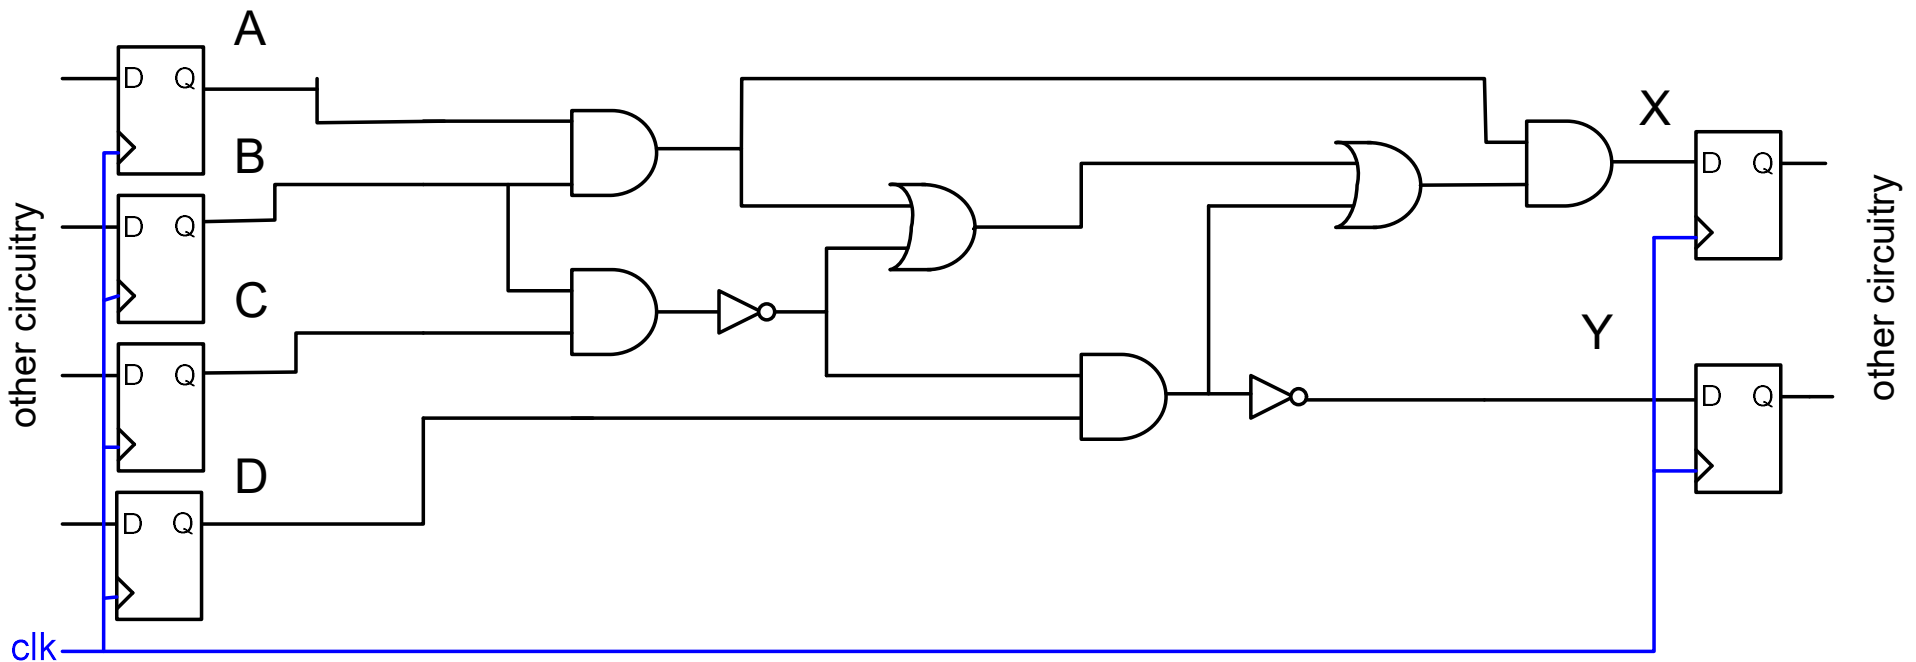 A
D Q
B
D Q
C
D Q
D
D Q
clk
other circuitry
X
D Q
Y
D Q
other circuitry